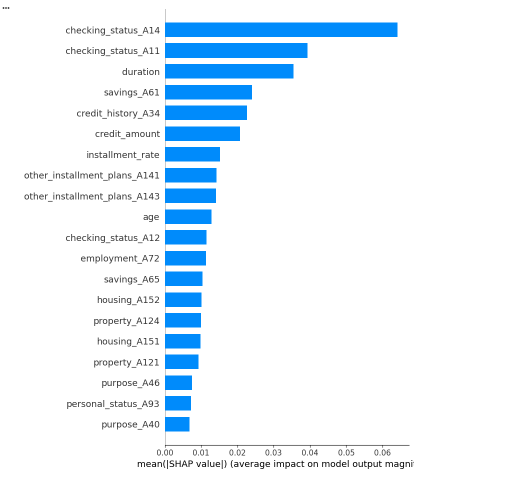 ...
checking_status_A14
checking_status_A11
duration
savings_A61
credit_history_A34
credit_amount
installment_rate
other_installment_plans_A141
other_installment_plans_A143
age
checking_status_A12
employment_A72
savings_A65
housing_A152
property_A124
housing_A151
property_A121
purpose_A46
personal_status_A93
purpose_A40
0.00 0.01 0.02 0.03 0.04 0.05 0.06
mean(|SHAP value|) (average impact on model output magni